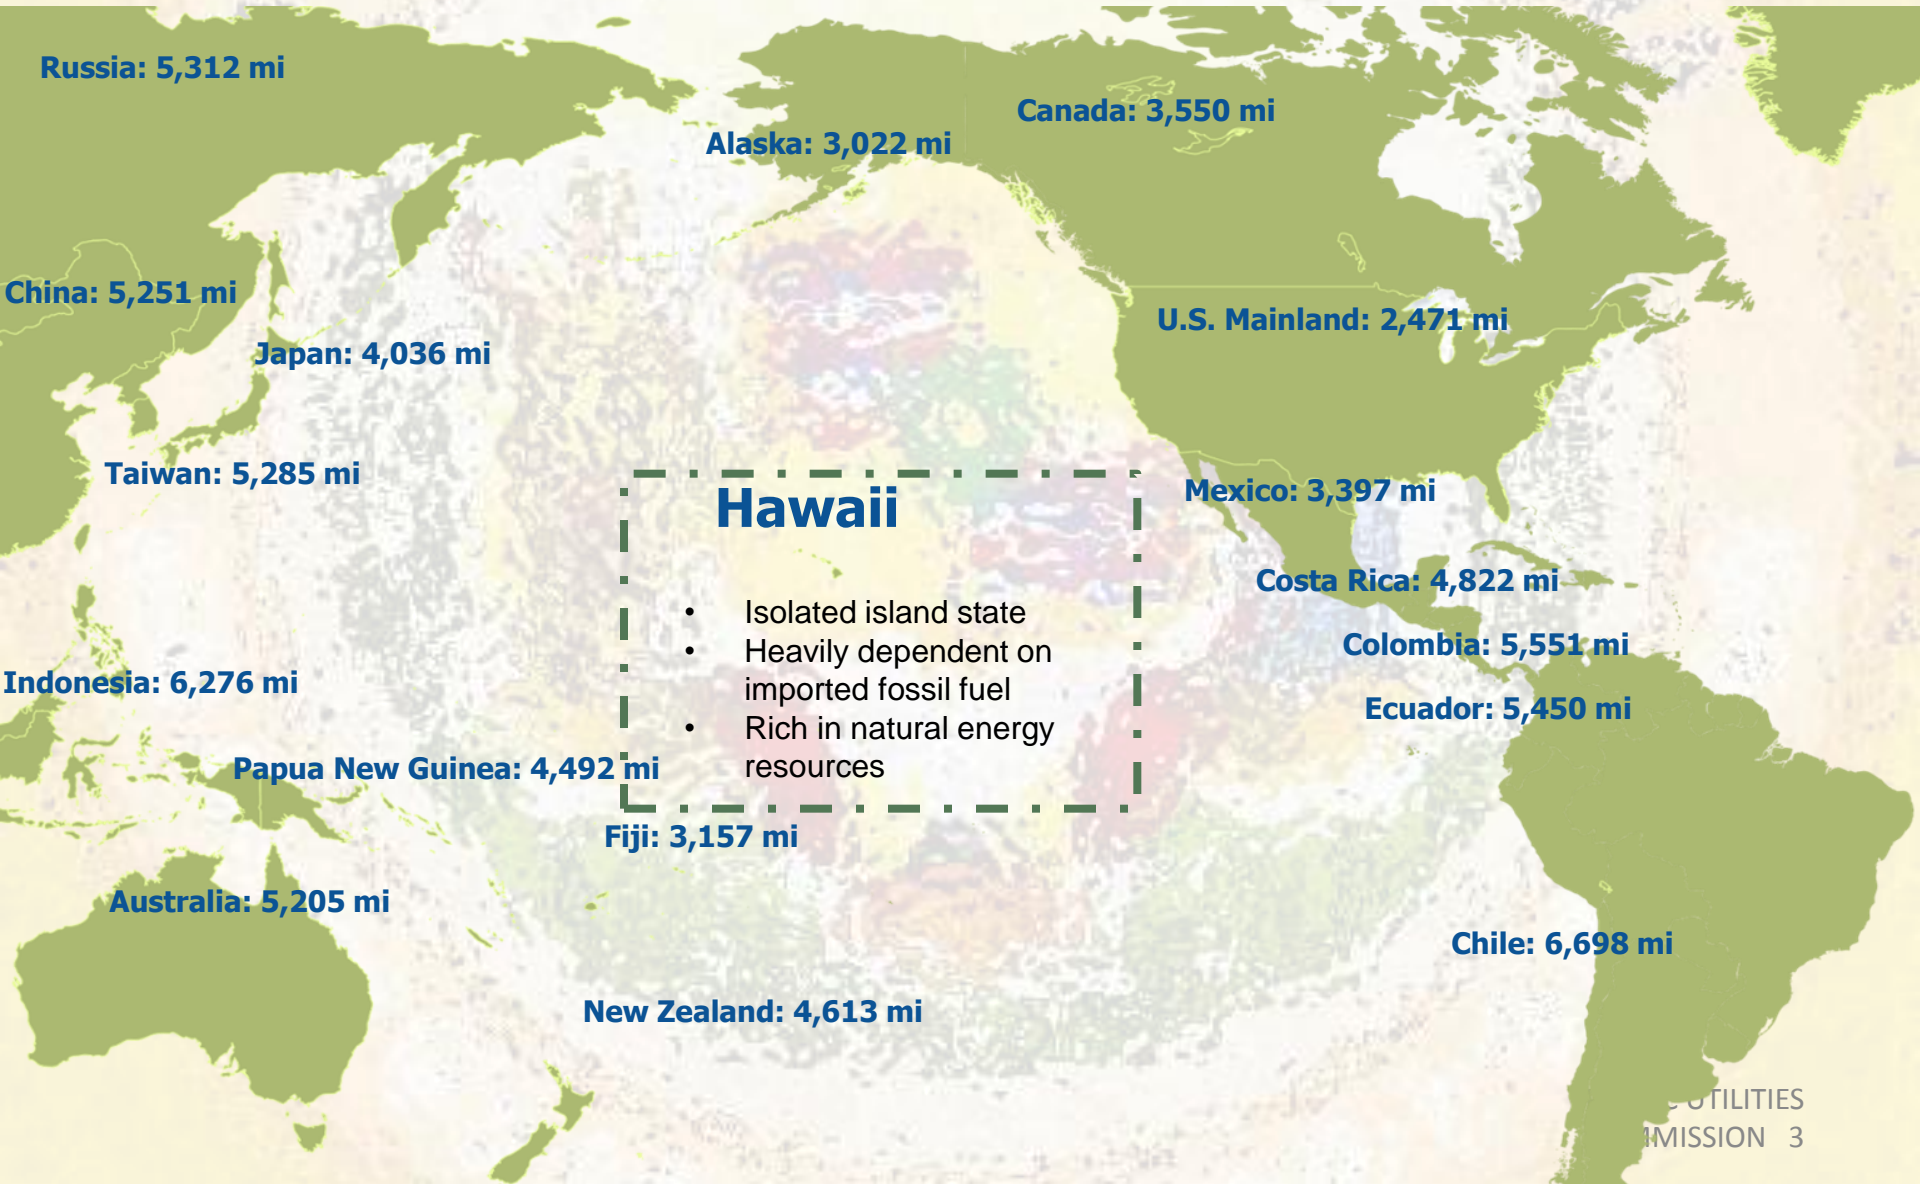 Russia: 5,312 mi
Canada: 3,550 mi
Alaska: 3,022 mi
China: 5,251 mi
U.S. Mainland: 2,471 mi
Japan: 4,036 mi
Taiwan: 5,285 mi
Mexico: 3,397 mi
Hawaii
• Isolated island state
• Heavily dependent on
imported fossil fuel
• Rich in natural energy
resources
Costa Rica: 4,822 mi
Colombia: 5,551 mi
Indonesia: 6,276 mi
Ecuador: 5,450 mi
Papua New Guinea: 4,492 mi
Fiji: 3,157 mi
Australia: 5,205 mi
Chile: 6,698 mi
New Zealand: 4,613 mi
UTILITIES
3